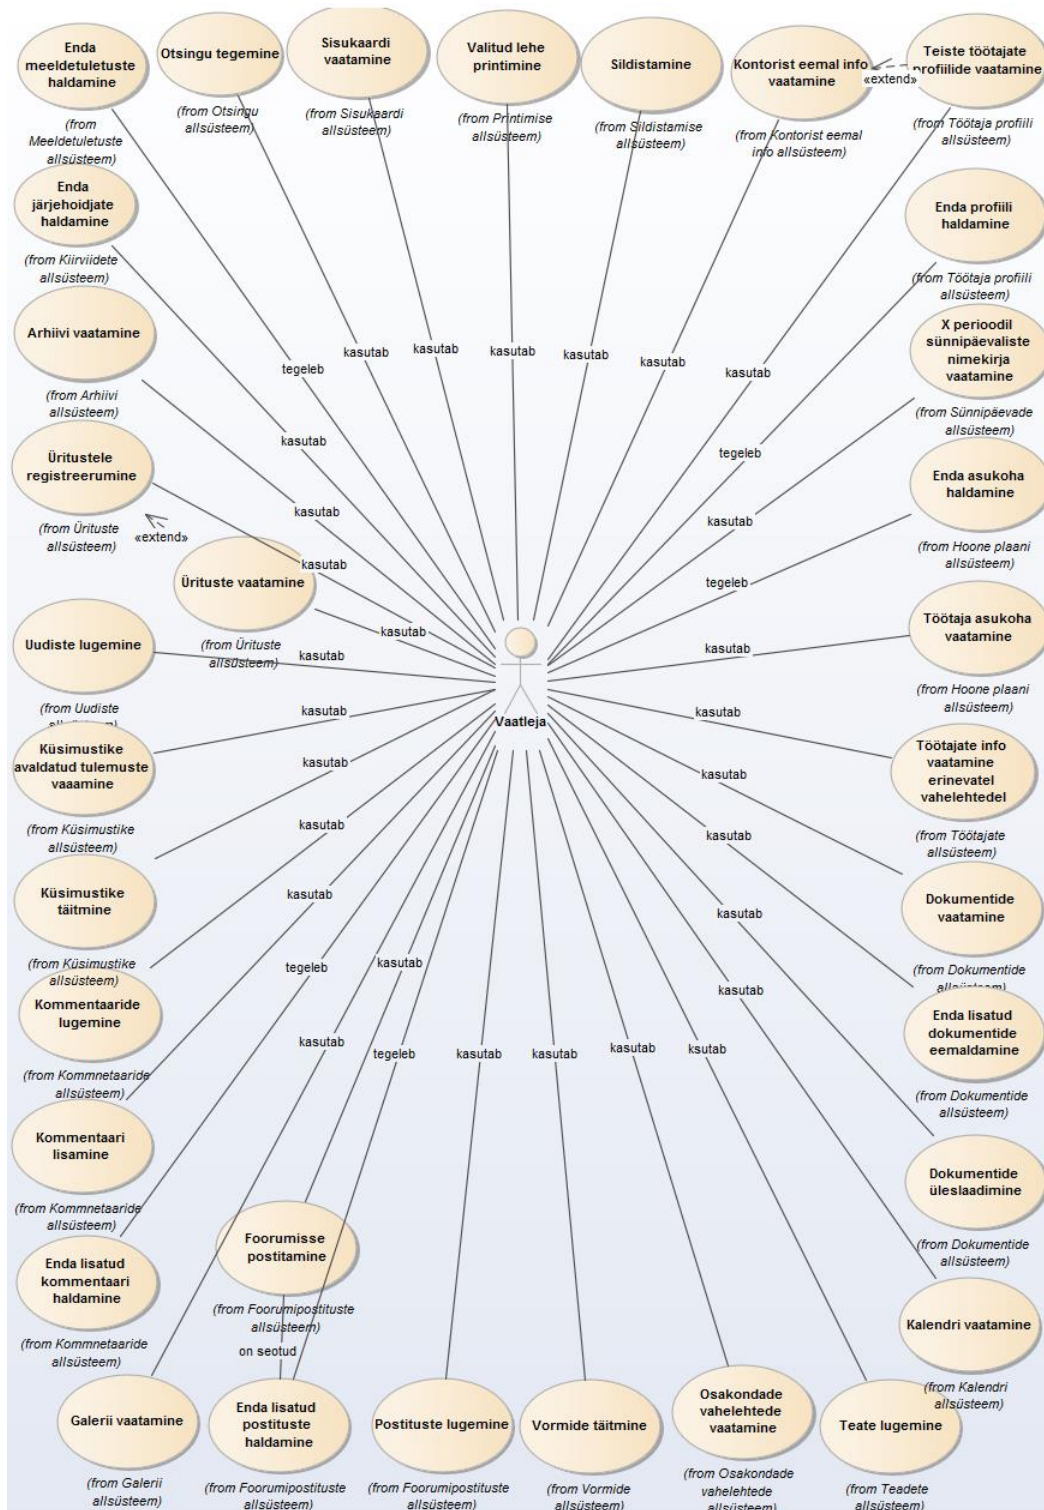 Enda
meeldetuletuste
haldamine
(from
Meeldetuletuste
allsüsteem)
Otsingu tegemine
(from Otsingu
allsüsteem)
Sisukaardi
vaatamine
(from Sisukaardi
allsüsteem)
Valitud lehe
printimine
(from Printimise
allsüsteem)
Sildistamine
(from Sildistamise
allsüsteem)
Kontorist eemal info
vaatamine
(from Kontorist eemal
info allsüsteem)
«extend»
Teiste töötajate
profiilide vaatamine
(from Töötaja profiili
allsüsteem)
Enda
järjehoidjate
haldamine
(from Kiirviidete
allsüsteem)
Enda profiili
haldamine
(from Töötaja profiili
allsüsteem)
Arhiivi vaatamine
(from Arhiivi
allsüsteem)
X perioodil
sünnipäevaliste
nimekirja
vaatamine
(from Sünnipäevade
allsüsteem)
kasutab
kasutab
kasutab
kasutab
kasutab
tegeleb
kasutab
kasutab
tegeleb
Üritustele
registreerumine
(from Ürituste
allsüsteem)
«extend»
Enda asukoha
haldamine
(from Hoone plaani
allsüsteem)
kasutab
kasutab
kasutab
tegeleb
Ürituste vaatamine
(from Ürituste
allsüsteem)
kasutab
Töötaja asukoha
vaatamine
(from Hoone plaani
allsüsteem)
Uudiste lugemine
(from Uudiste
kasutab
kasutab
Vaatleja
kasutab
kasutab
Küsimustike
avaldatud tulemuste
vaaamine
(from Küsimustike
allsüsteem)
Töötajate info
vaatamine
erinevatel
vahelehtedel
(from Töötajate
allsüsteem)
kasutab
kasutab
kasutab
kasutab
Küsimustike
täitmine
(from Küsimustike
allsüsteem)
Dokumentide
vaatamine
(from Dokumentide
allsüsteem)
kasutab
kasutab
tegeleb
kasutab
kasutab
Kommentaaride
lugemine
(from Kommnetaaride
allsüsteem)
Enda lisatud
dokumentide
eemaldamine
(from Dokumentide
allsüsteem)
kasutab
tegeleb
kasutab
kasutab
kasutab
ksutab
Kommentaari
lisamine
(from Kommnetaaride
allsüsteem)
Dokumentide
üleslaadimine
(from Dokumentide
allsüsteem)
Enda lisatud
kommentaari
haldamine
(from Kommnetaaride
allsüsteem)
Foorumisse
postitamine
(from Foorumipostituste
allsüsteem)
on seotud
Kalendri vaatamine
(from Kalendri
allsüsteem)
Galerii vaatamine
(from Galerii
allsüsteem)
Enda lisatud
postituste
haldamine
(from Foorumipostituste
allsüsteem)
Postituste lugemine
(from Foorumipostituste
allsüsteem)
Vormide täitmine
(from Vormide
allsüsteem)
Osakondade
vahelehtede
vaatamine
(from Osakondade
vahelehtede
allsüsteem)
Teate lugemine
(from Teadete
allsüsteem)